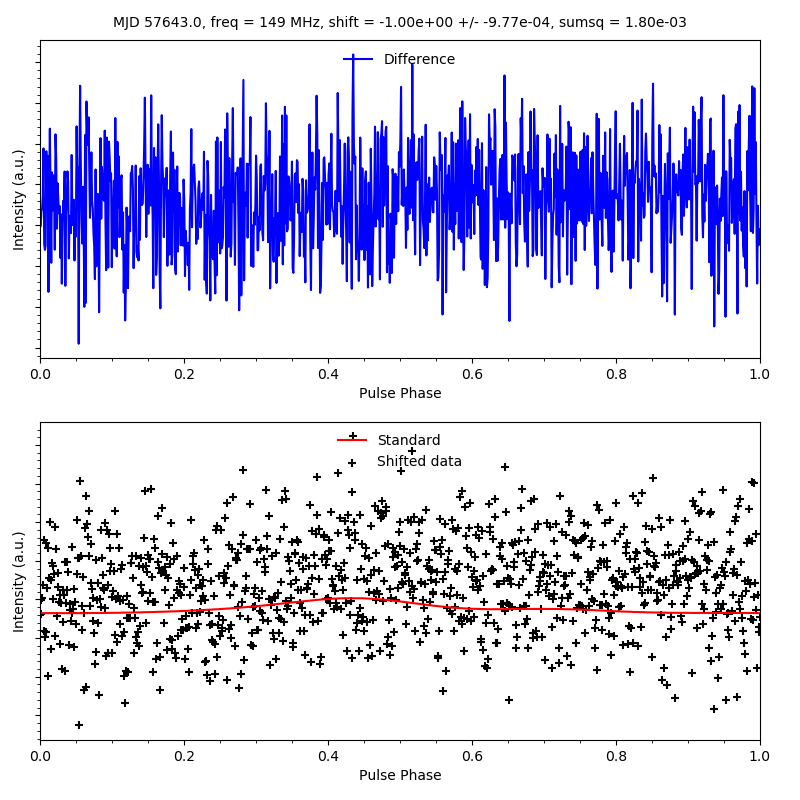 MJD 57643.0, freq = 149 MHz, shift = -1.00e+00 +/- -9.77e-04, sumsq = 1.80e-03
Difference
Intensity (a.u.)
0.0 0.2 0.4 0.6 0.8 1.0
Pulse Phase
Standard
Shifted data
Intensity (a.u.)
0.0 0.2 0.4 0.6 0.8 1.0
Pulse Phase